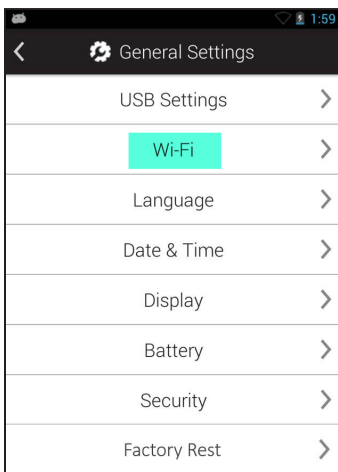 1:59
General Settings
USB Settings
Wi-Fi
Language
Date & Time
Display
Battery
Security
Factory Rest